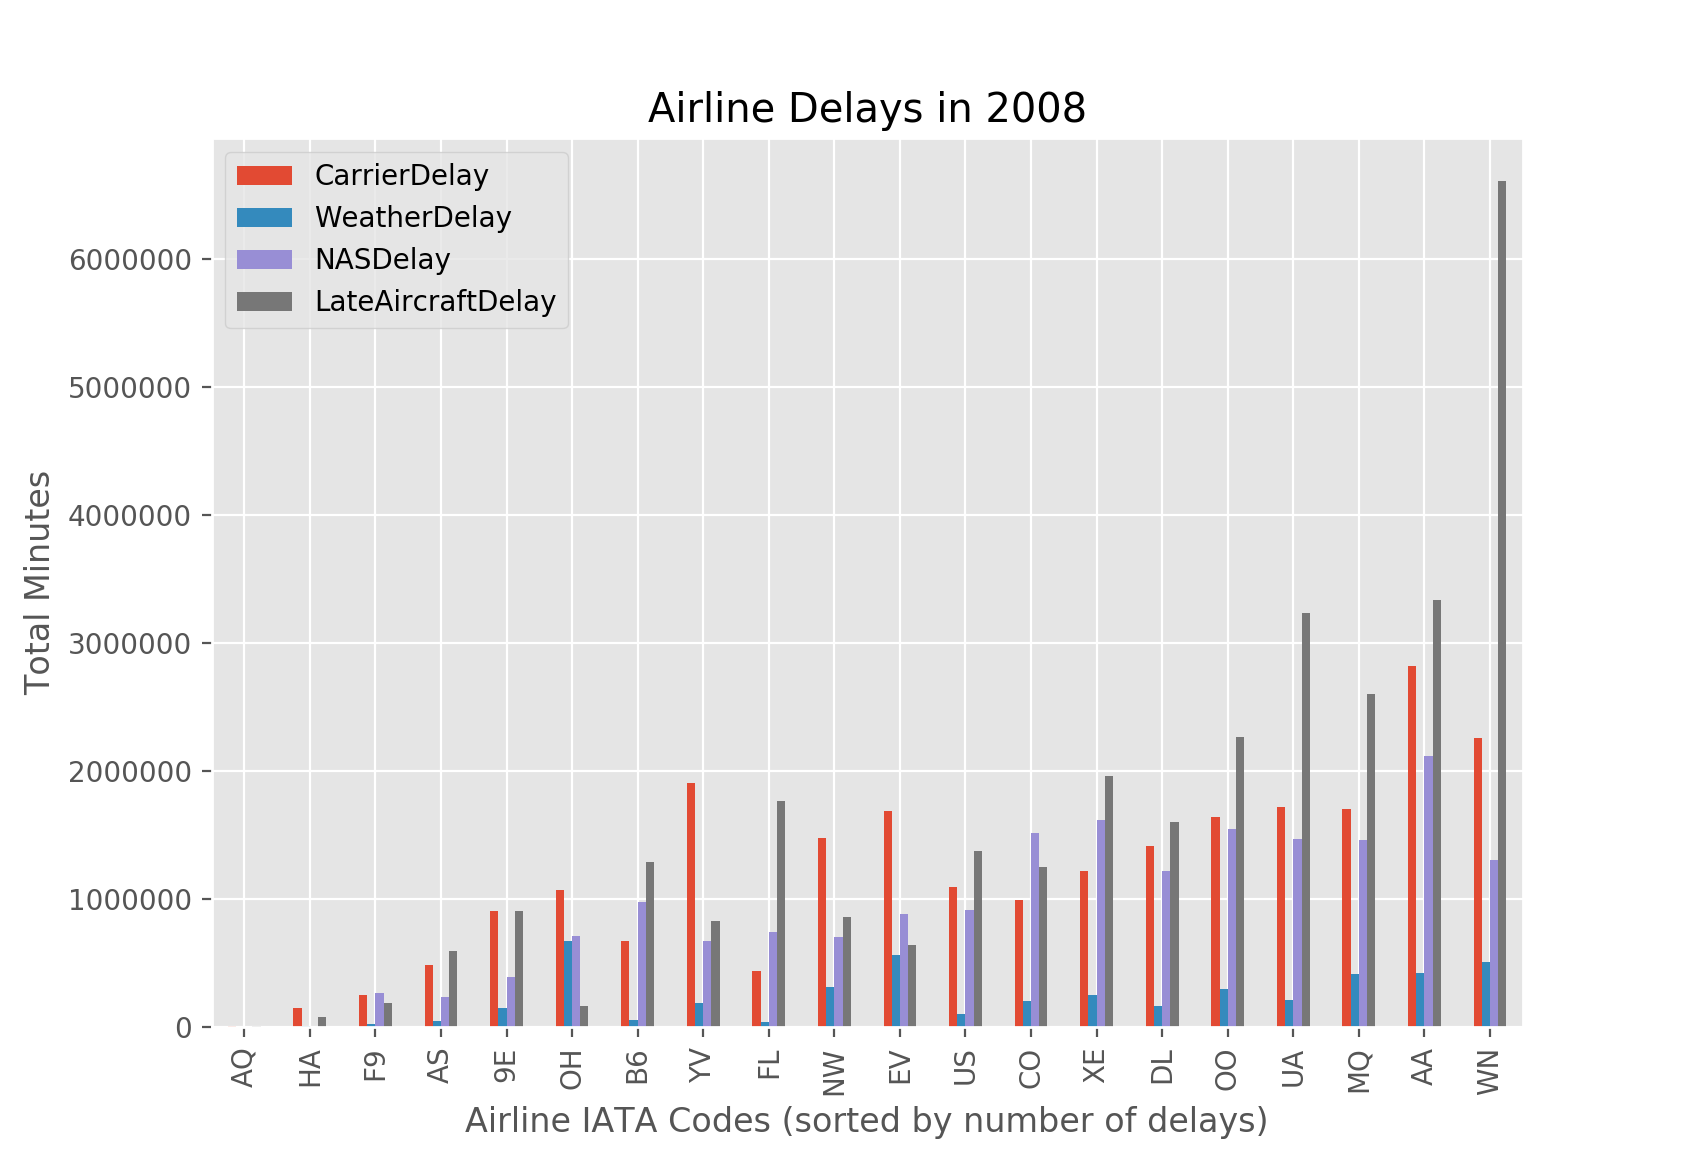 Airline Delays in 2008
CarrierDelay
WeatherDelay
NASDelay
LateAircraftDelay
6000000
5000000
4000000
3000000
2000000
1000000
0
Total Minutes
AQ HA F9 AS 9E OH B6 YV FL NW EV US CO XE DL OO UA MQ AA WN
Airline IATA Codes (sorted by number of delays)